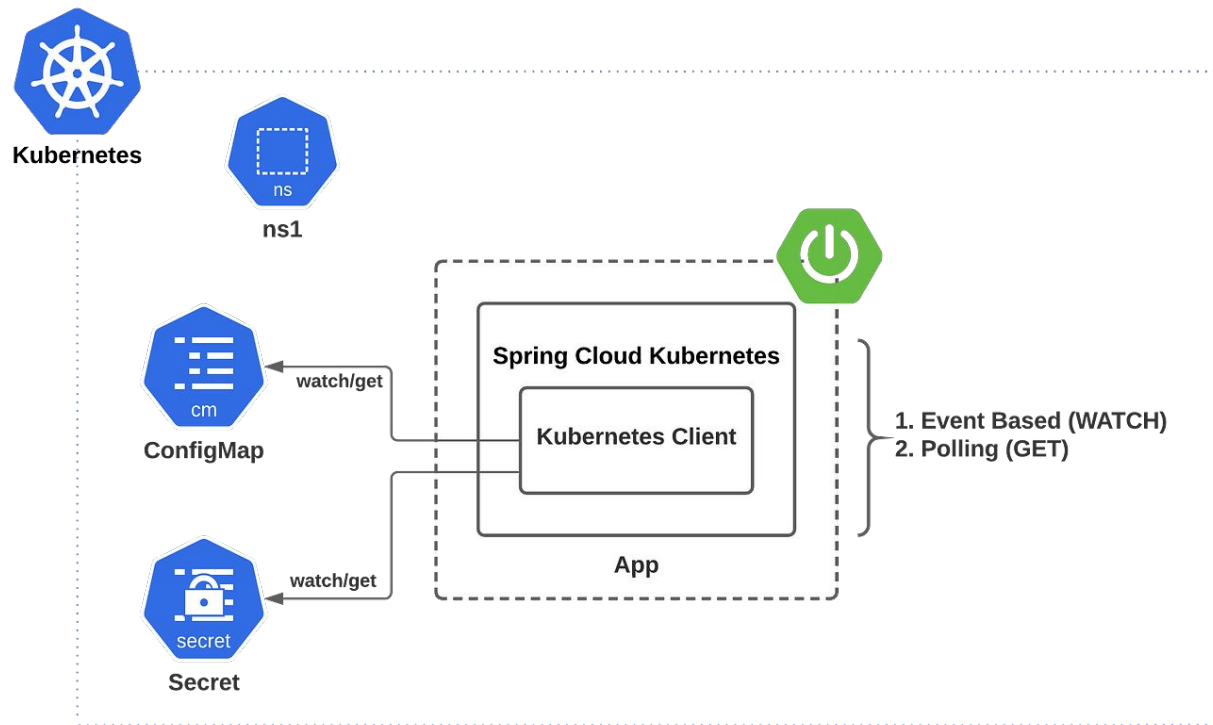 Kubernetes
ns
ns1
Spring Cloud Kubernetes
watch/get
cm
ConfigMap
Kubernetes Client
1. Event Based (WATCH)
2. Polling (GET)
App
watch/get
secret
Secret